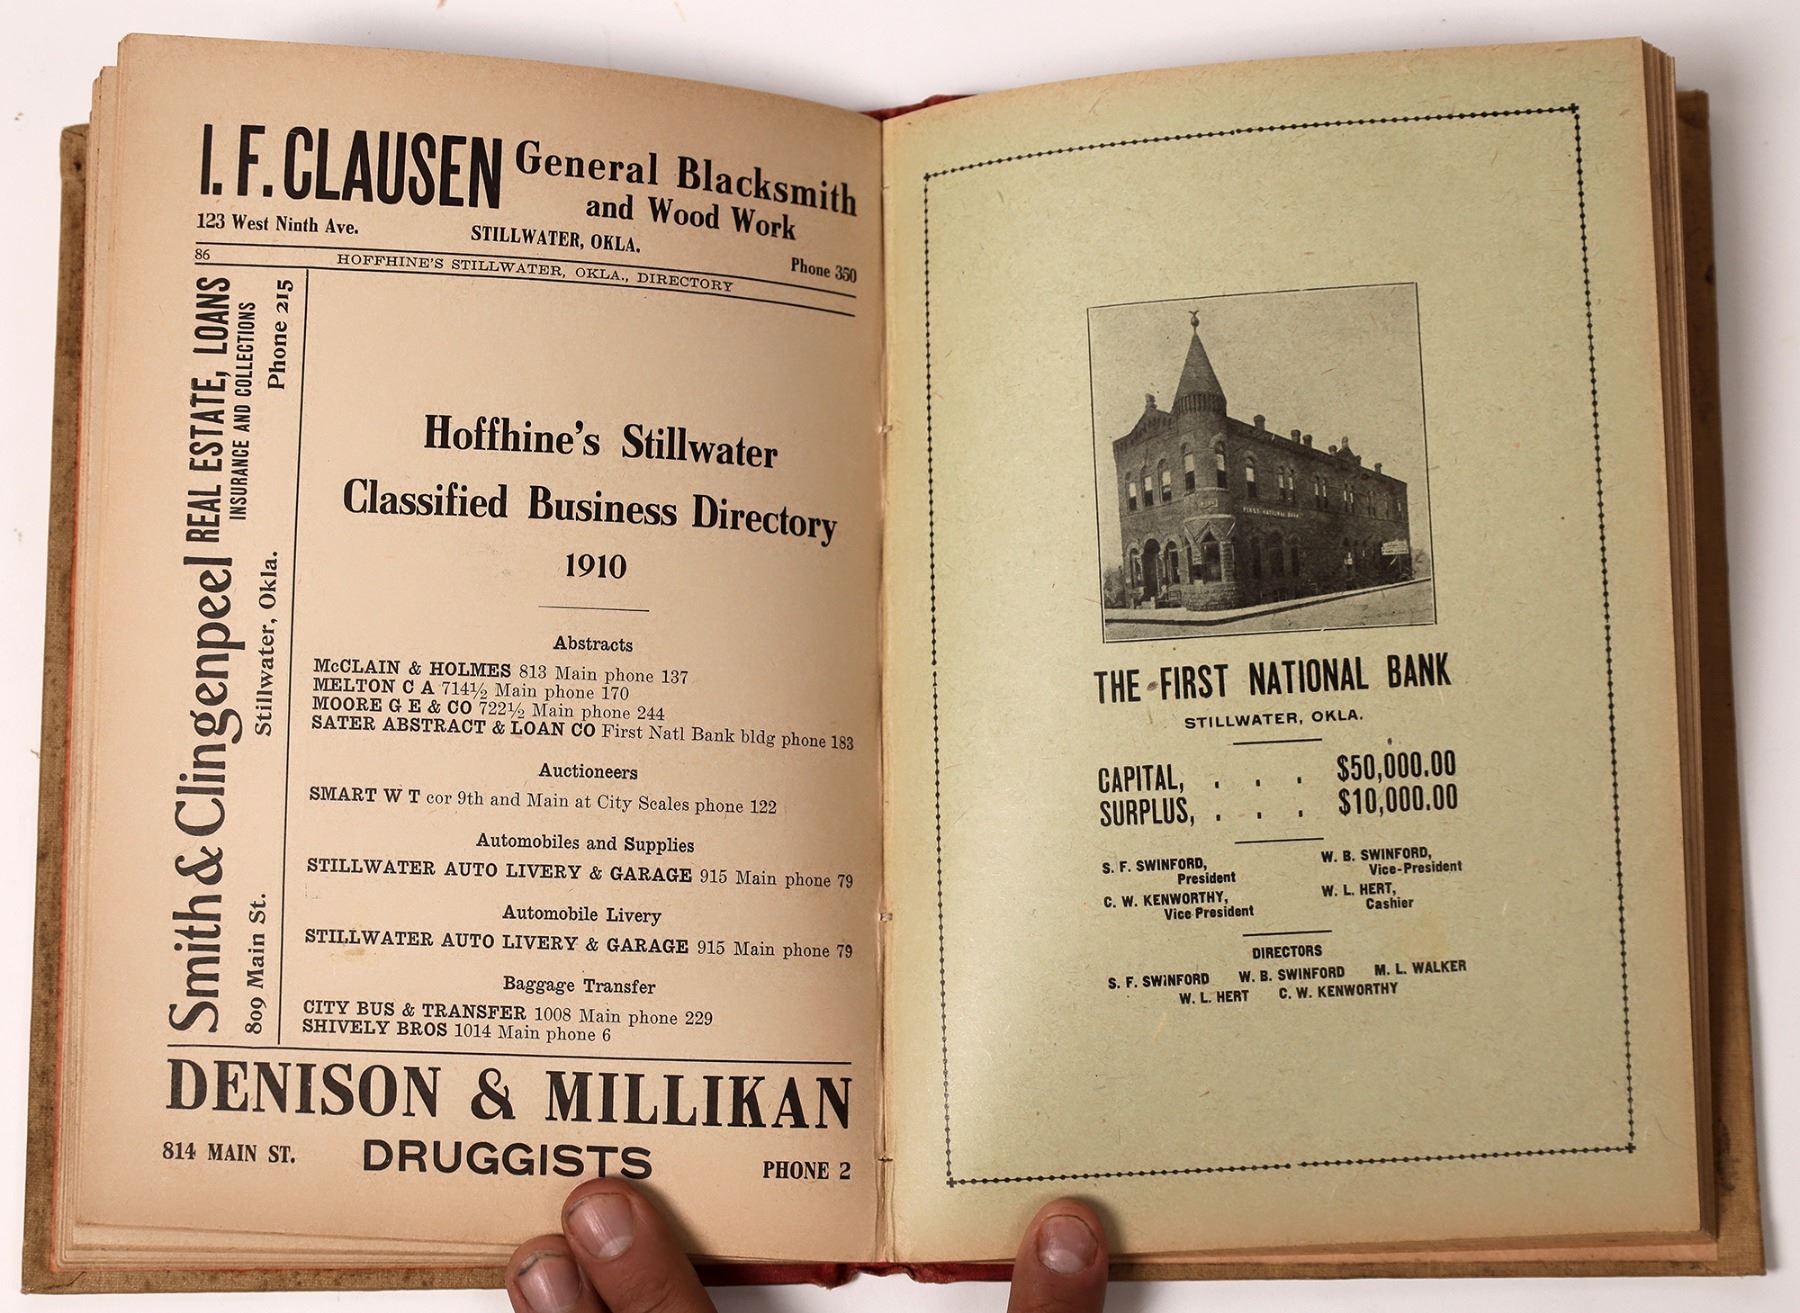 I. F. CLAUSEN General Blacksmith
and Wood Work
123 West Ninth Ave. STILLWATER, OKLA. Phone 350
86 HOFFHINE'S STILLWATER, OKLA., DIRECTORY
Smith & Clingenpeel REAL ESTATE, LOANS
INSURANCE AND COLLECTIONS
809 Main St. Stillwater, Okla. Phone 215
Hoffhine's Stillwater
Classified Business Directory
1910
Abstracts
McCLAIN & HOLMES 813 Main phone 137
MELTON C A 714½ Main phone 170
MOORE G E & CO 722½ Main phone 244
SATER ABSTRACT & LOAN CO First Natl Bank bldg phone 183
Auctioneers
SMART W T cor 9th and Main at City Scales phone 122
Automobiles and Supplies
STILLWATER AUTO LIVERY & GARAGE 915 Main phone 79
Automobile Livery
STILLWATER AUTO LIVERY & GARAGE 915 Main phone 79
Baggage Transfer
CITY BUS & TRANSFER 1008 Main phone 229
SHIVELY BROS 1014 Main phone 6
DENISON & MILLIKAN
814 MAIN ST. DRUGGISTS PHONE 2
FIRST NATIONAL BANK
THE FIRST NATIONAL BANK
STILLWATER, OKLA.
CAPITAL, . . . $50,000.00
SURPLUS, . . . $10,000.00
S. F. SWINFORD, President
W. B. SWINFORD, Vice-President
C. W. KENWORTHY, Vice President
W. L. HERT, Cashier
DIRECTORS
S. F. SWINFORD W. B. SWINFORD M. L. WALKER
W. L. HERT C. W. KENWORTHY